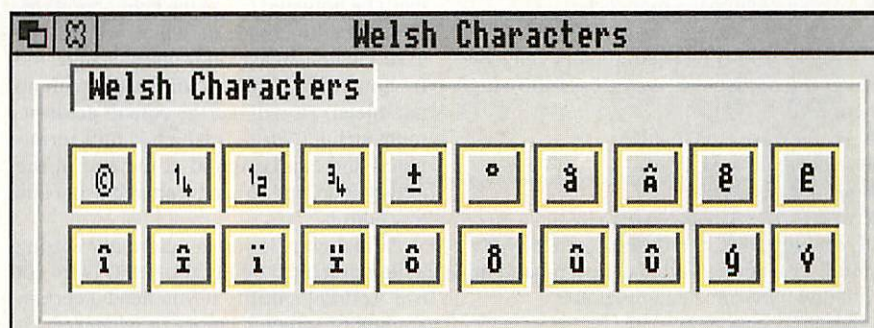 Welsh Characters
Welsh Characters
© ¼ ½ ¾ ± ° â Â ê Ê
î Î ï Ï ô Ô û Û ý Ý